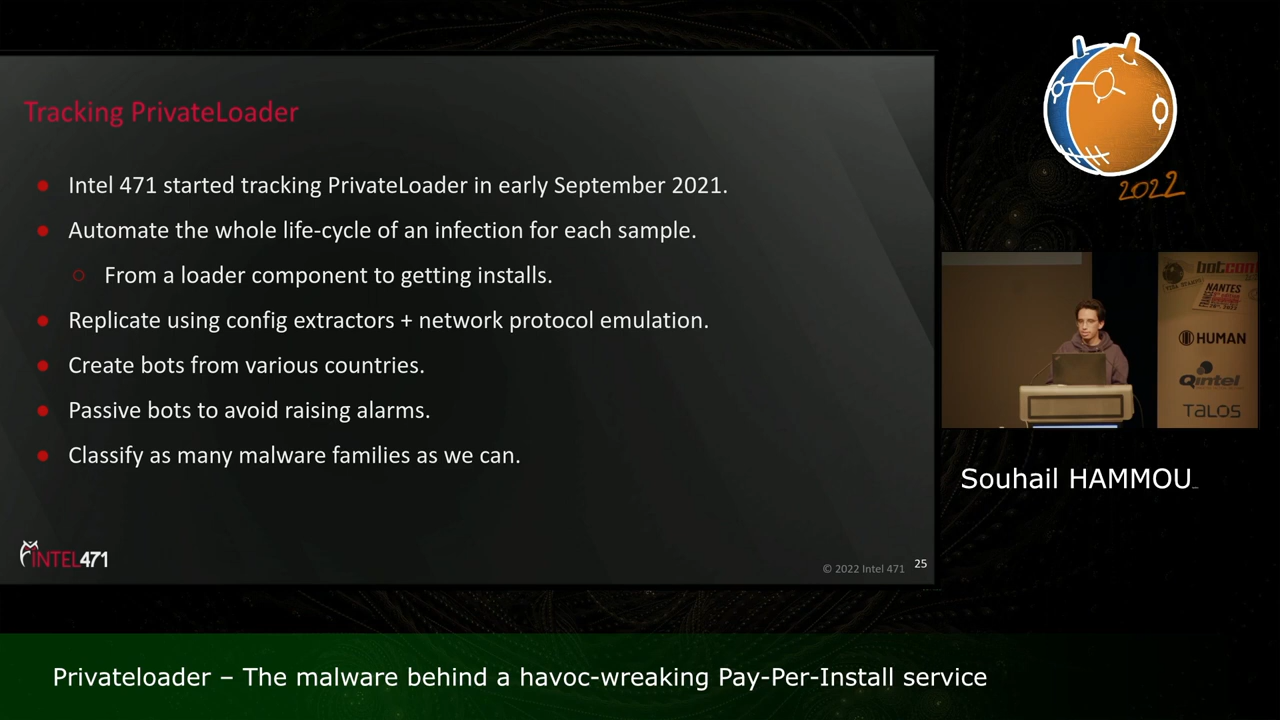 Tracking PrivateLoader
Intel 471 started tracking PrivateLoader in early September 2021.
Automate the whole life-cycle of an infection for each sample.
From a loader component to getting installs.
Replicate using config extractors + network protocol emulation.
Create bots from various countries.
Passive bots to avoid raising alarms.
Classify as many malware families as we can.
INTEL471
© 2022 Intel 471
25
2022
botconf
NANTES
HUMAN
Qintel
TALOS
Souhail HAMMOU_
Privateloader – The malware behind a havoc-wreaking Pay-Per-Install service